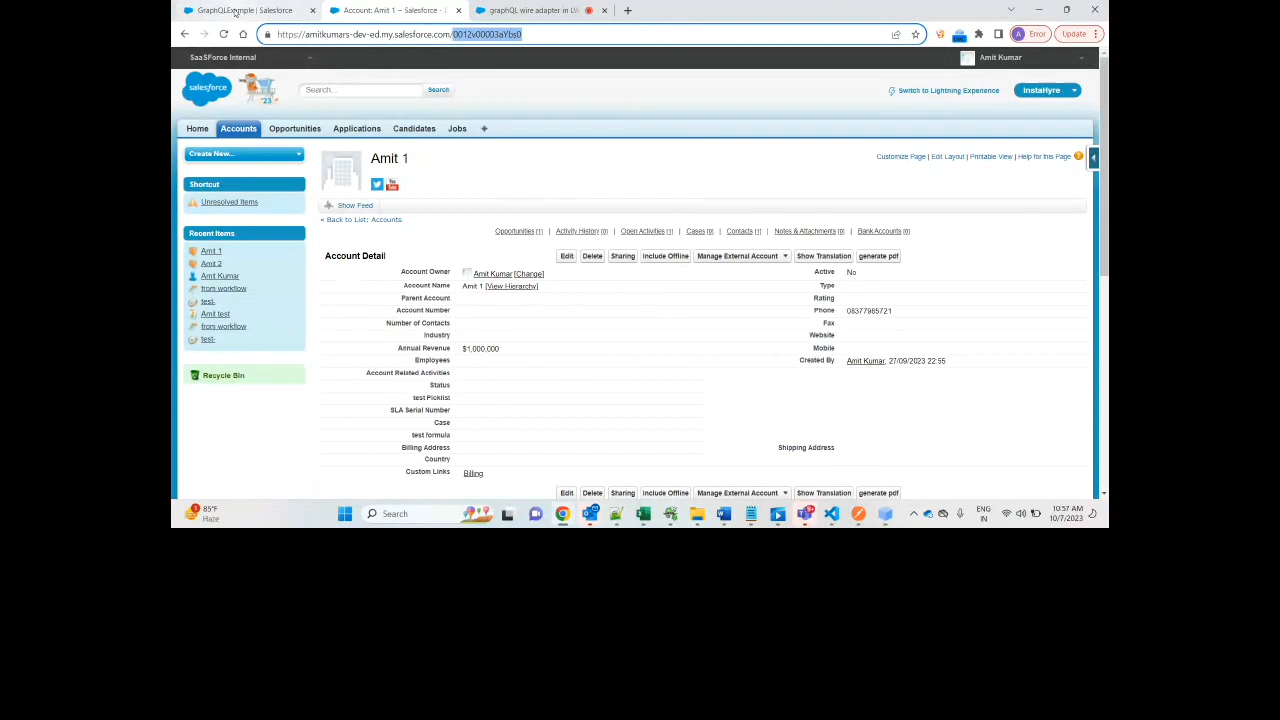 GraphQLExample | Salesforce
Account: Amit 1 ~ Salesforce - D
graphQL wire adapter in LW
https://amitkumars-dev-ed.my.salesforce.com/0012v00003aYbs0
A Error
Update
SaaSForce Internal
Amit Kumar
salesforce
'23
Search...
Search
Switch to Lightning Experience
InstaHyre
Home
Accounts
Opportunities
Applications
Candidates
Jobs
+
Create New...
Shortcut
Unresolved Items
Recent Items
Amit 1
Amit 2
Amit Kumar
from workflow
test-
Amit test
from workflow
test-
Recycle Bin
Amit 1
Customize Page | Edit Layout | Printable View | Help for this Page
You Tube
Show Feed
« Back to List: Accounts
Opportunities [1] | Activity History [0] | Open Activities [1] | Cases [0] | Contacts [1] | Notes & Attachments [0] | Bank Accounts [0]
Account Detail
Edit Delete Sharing Include Offline Manage External Account Show Translation generate pdf
Account Owner Amit Kumar [Change] Active No
Account Name Amit 1 [View Hierarchy] Type
Parent Account Rating
Account Number Phone 08377985721
Number of Contacts Fax
Industry Website
Annual Revenue $1,000,000 Mobile
Employees Created By Amit Kumar, 27/09/2023 22:55
Account Related Activities
Status
test Picklist
SLA Serial Number
Case
test formula
Billing Address Shipping Address
Country
Custom Links Billing
Edit Delete Sharing Include Offline Manage External Account Show Translation generate pdf
85°F
Haze
Search
ENG
IN
10:57 AM
10/7/2023